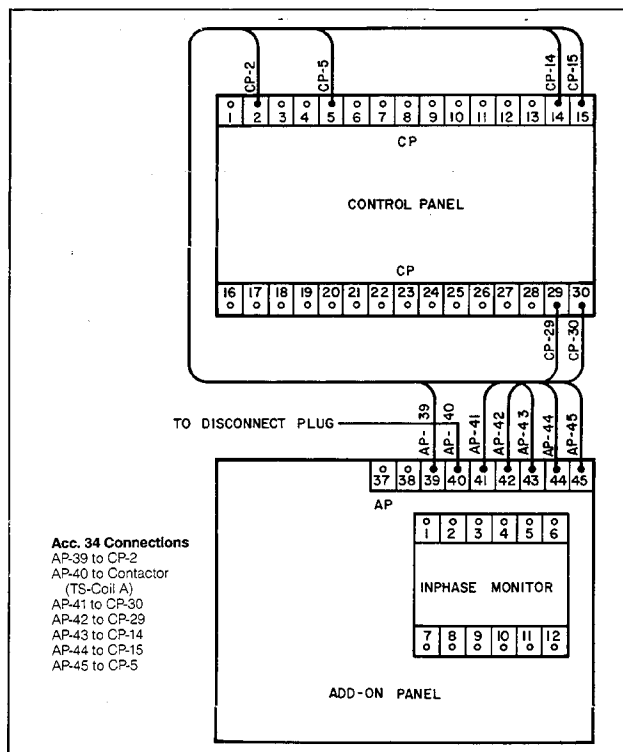 CP-2
CP-5
CP-14
CP-15
1 2 3 4 5 6 7 8 9 10 11 12 13 14 15
CP
CONTROL PANEL
CP
16 17 18 19 20 21 22 23 24 25 26 27 28 29 30
CP-29
CP-30
TO DISCONNECT PLUG
AP-39
AP-40
AP-41
AP-42
AP-43
AP-44
AP-45
37 38 39 40 41 42 43 44 45
AP
1 2 3 4 5 6
INPHASE MONITOR
7 8 9 10 11 12
ADD-ON PANEL
Acc. 34 Connections
AP-39 to CP-2
AP-40 to Contactor
(TS-Coil A)
AP-41 to CP-30
AP-42 to CP-29
AP-43 to CP-14
AP-44 to CP-15
AP-45 to CP-5